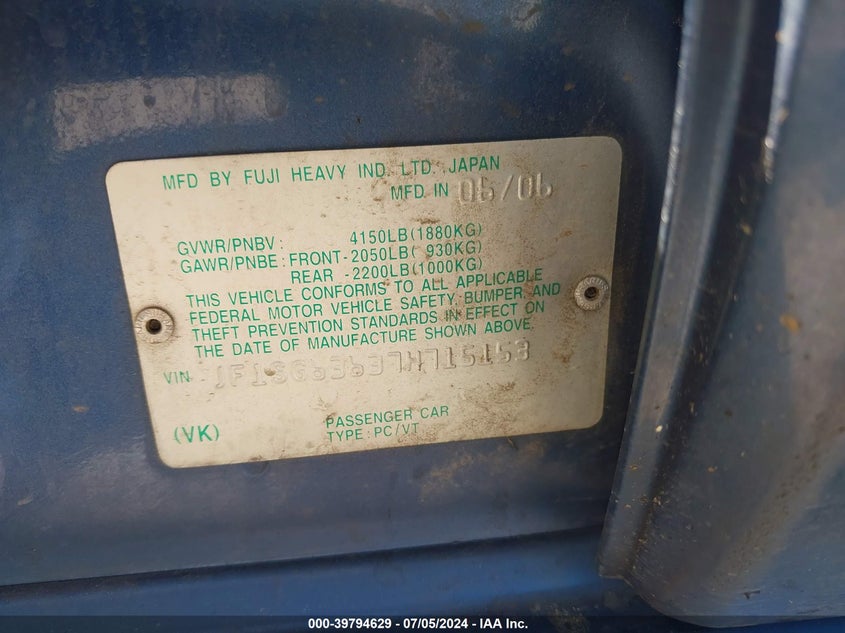 MFD BY FUJI HEAVY IND. LTD. JAPAN
MFD. IN 06/06
GVWR/PNBV : 4150LB(1880KG)
GAWR/PNBE : FRONT-2050LB( 930KG)
REAR -2200LB(1000KG)
THIS VEHICLE CONFORMS TO ALL APPLICABLE
FEDERAL MOTOR VEHICLE SAFETY, BUMPER, AND
THEFT PREVENTION STANDARDS IN EFFECT ON
THE DATE OF MANUFACTURE SHOWN ABOVE.
VIN
(VK)
PASSENGER CAR
TYPE : PC/VT
000-39794629 - 07/05/2024 - IAA Inc.